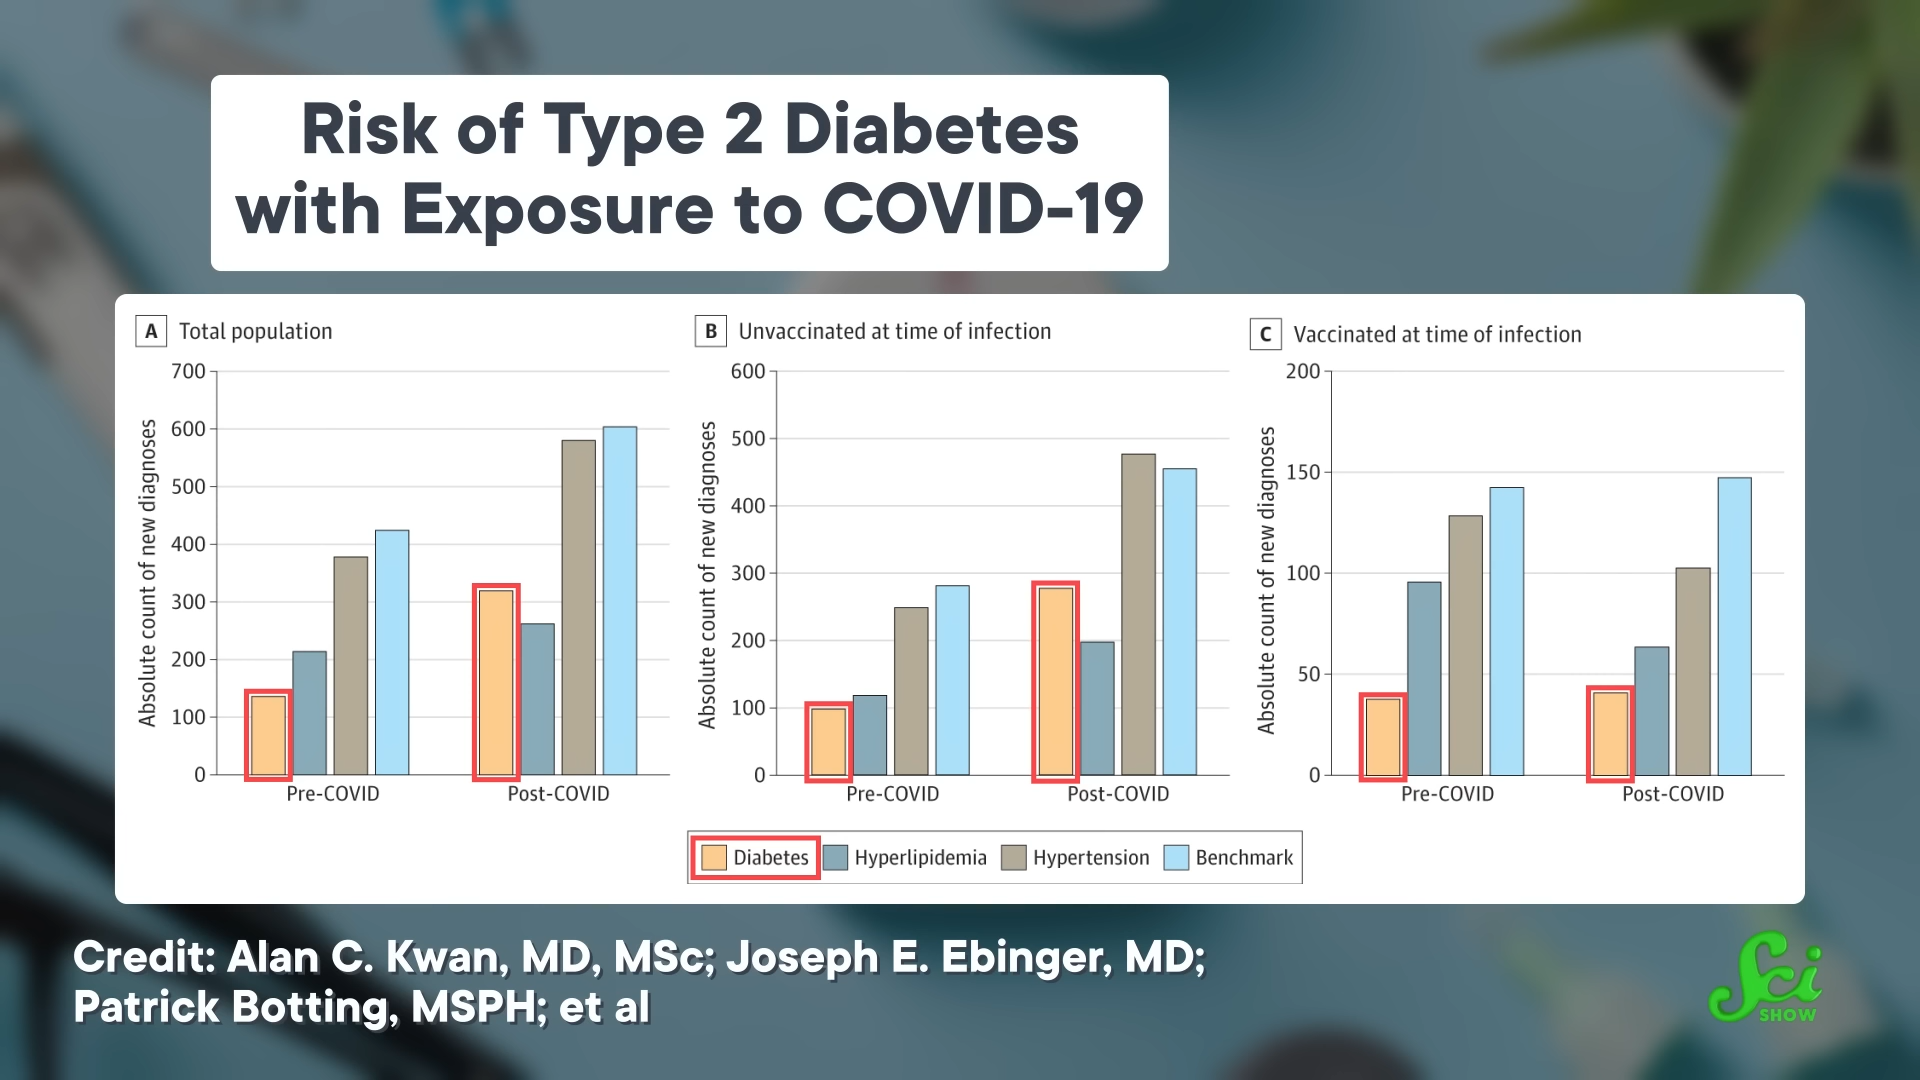 Risk of Type 2 Diabetes
with Exposure to COVID-19
A Total population
Absolute count of new diagnoses
700
600
500
400
300
200
100
0
Pre-COVID
Post-COVID
B Unvaccinated at time of infection
Absolute count of new diagnoses
600
500
400
300
200
100
0
Pre-COVID
Post-COVID
C Vaccinated at time of infection
Absolute count of new diagnoses
200
150
100
50
0
Pre-COVID
Post-COVID
Diabetes Hyperlipidemia Hypertension Benchmark
Credit: Alan C. Kwan, MD, MSc; Joseph E. Ebinger, MD;
Patrick Botting, MSPH; et al
Sci
SHOW